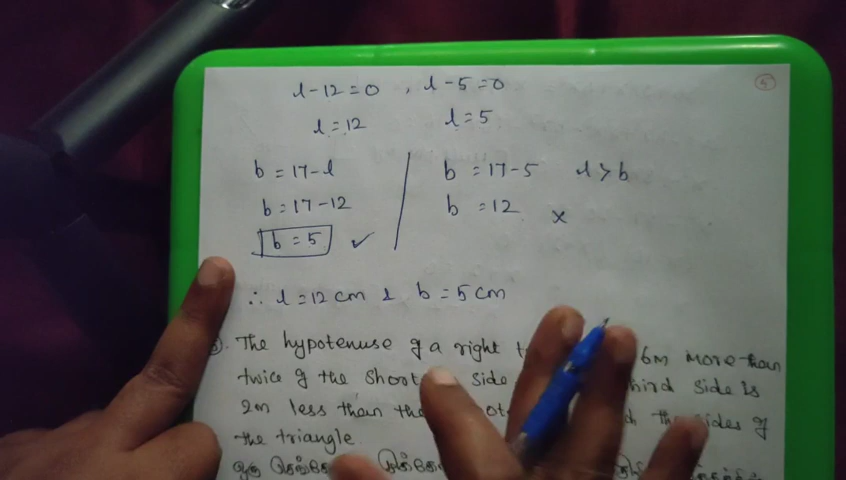 5
l-12=0 , l-5=0
l=12 l=5
b = 17-l b = 17-5 l>b
b = 17-12 b = 12 x
b = 5 ✓
∴ l=12 cm & b=5 cm
The hypotenuse of a right 6m more than
twice of the short side hird side is
2m less than the sides of
the triangle.
ஒரு